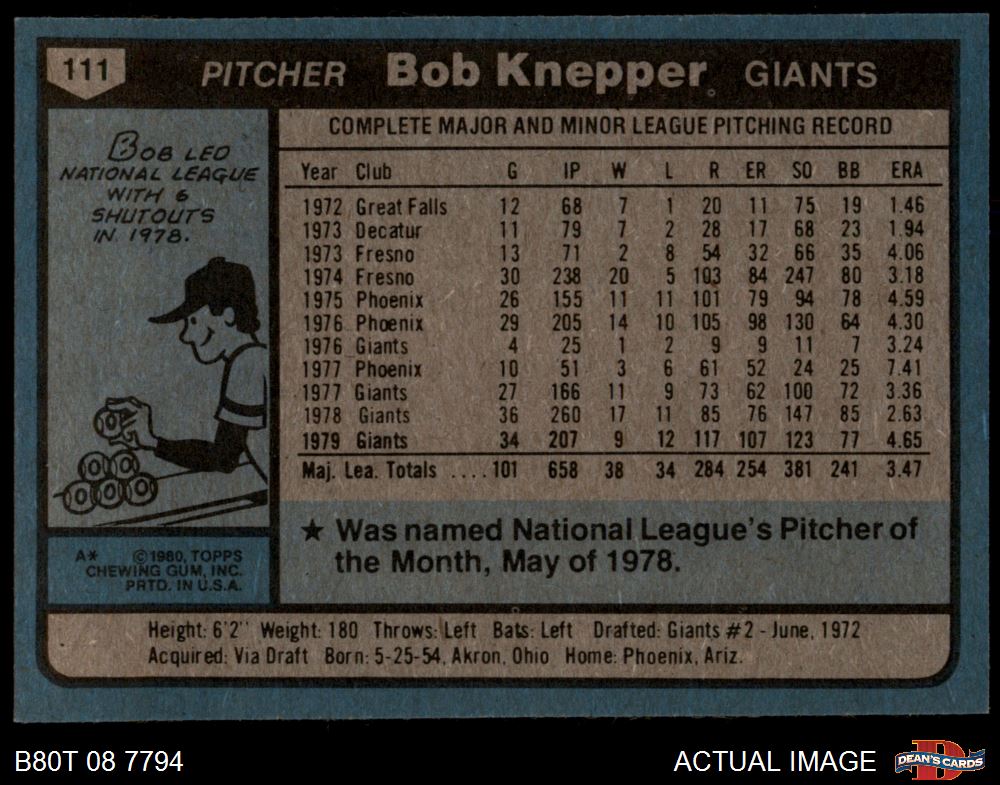 111 PITCHER Bob Knepper GIANTS
BOB LED
NATIONAL LEAGUE
WITH 6
SHUTOUTS
IN 1978.
COMPLETE MAJOR AND MINOR LEAGUE PITCHING RECORD
Year Club G IP W L R ER SO BB ERA
1972 Great Falls 12 68 7 1 20 11 75 19 1.46
1973 Decatur 11 79 7 2 28 17 68 23 1.94
1973 Fresno 13 71 2 8 54 32 66 35 4.06
1974 Fresno 30 238 20 5 103 84 247 80 3.18
1975 Phoenix 26 155 11 11 101 79 94 78 4.59
1976 Phoenix 29 205 14 10 105 98 130 64 4.30
1976 Giants 4 25 1 2 9 9 11 7 3.24
1977 Phoenix 10 51 3 6 61 52 24 25 7.41
1977 Giants 27 166 11 9 73 62 100 72 3.36
1978 Giants 36 260 17 11 85 76 147 85 2.63
1979 Giants 34 207 9 12 117 107 123 77 4.65
Maj. Lea. Totals ....101 658 38 34 284 254 381 241 3.47
★ Was named National League's Pitcher of
the Month, May of 1978.
A* ©1980, TOPPS
CHEWING GUM, INC.
PRTD. IN U.S.A.
Height: 6'2" Weight: 180 Throws: Left Bats: Left Drafted: Giants #2 - June, 1972
Acquired: Via Draft Born: 5-25-54, Akron, Ohio Home: Phoenix, Ariz.
B80T 08 7794 ACTUAL IMAGE DEAN'S CARDS